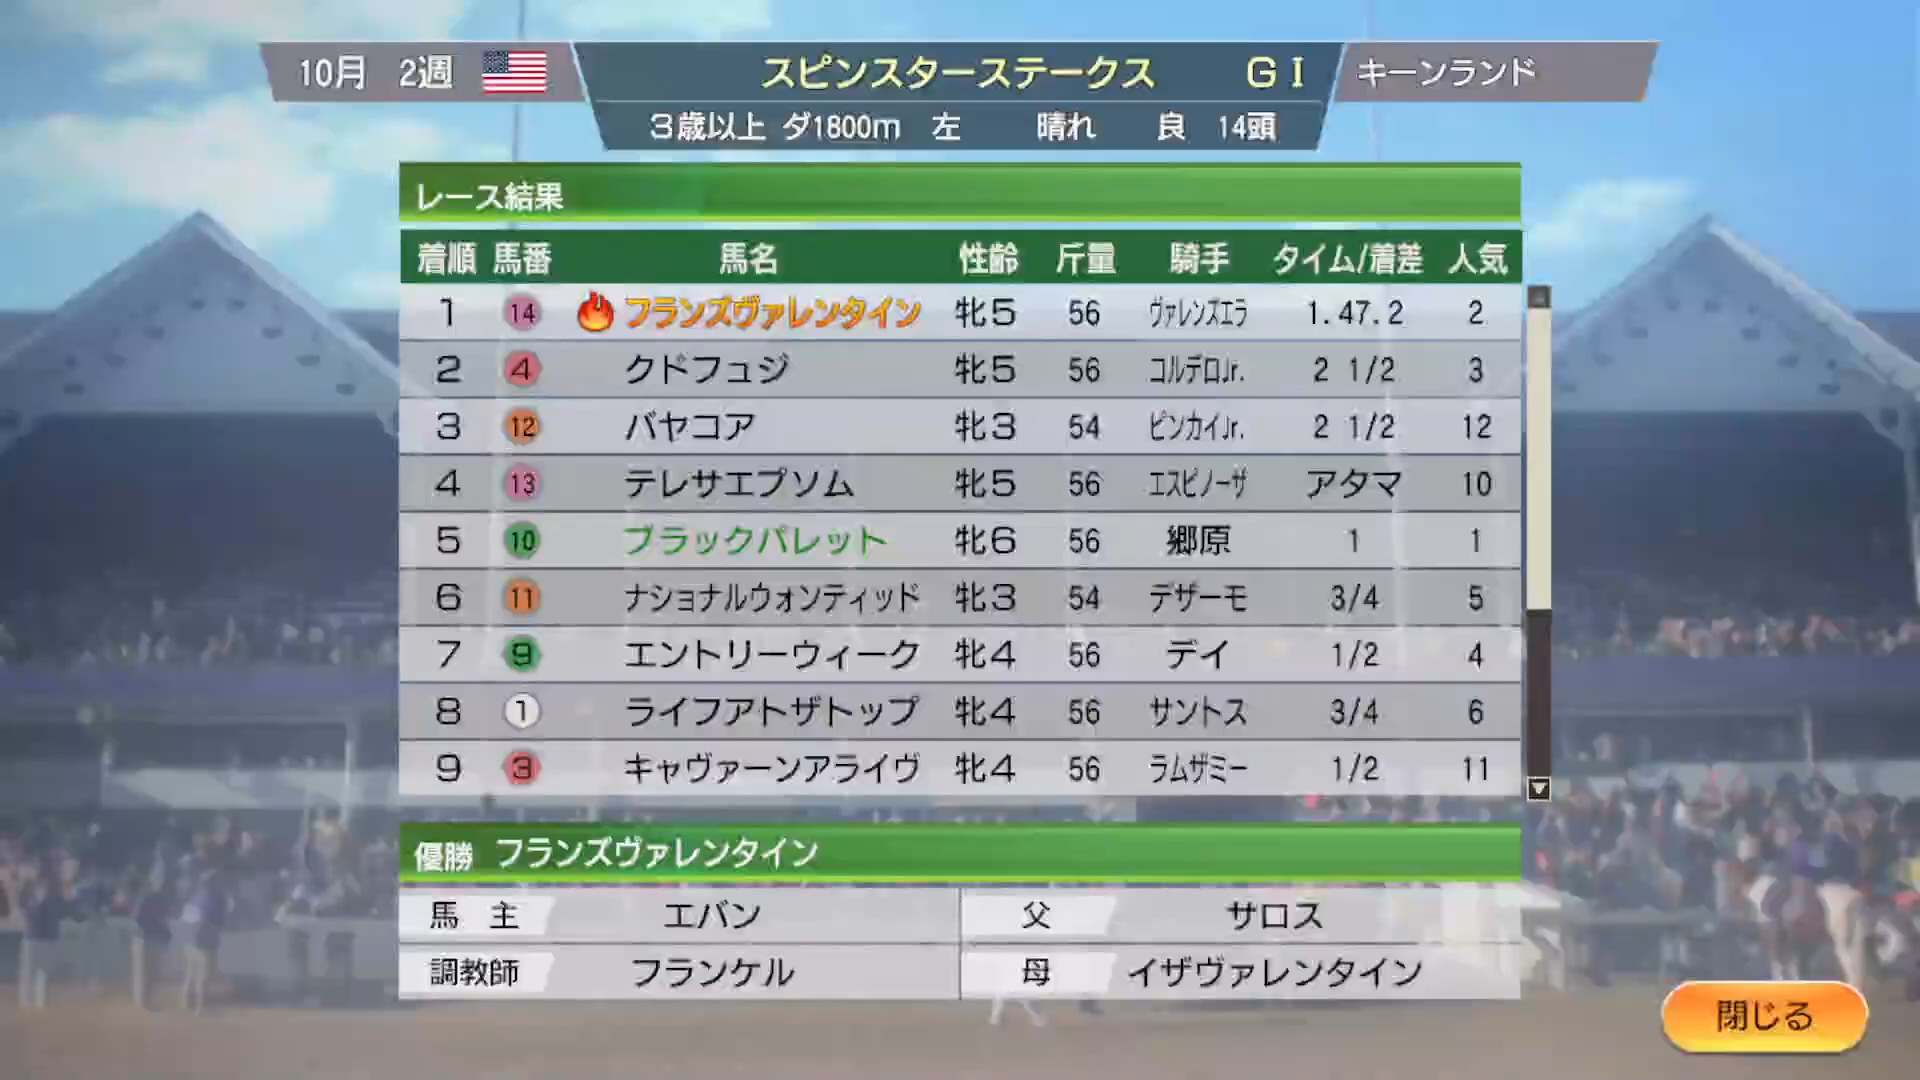 10月 2週 スピンスターステークス GⅠ キーンランド
3歳以上 ダ1800m 左 晴れ 良 14頭
レース結果
着順 馬番 馬名 性齢 斤量 騎手 タイム/着差 人気
1 14 フランズヴァレンタイン 牝5 56 ヴァレンズエラ 1.47.2 2
2 4 クドフュジ 牝5 56 コルデロJr. 2 1/2 3
3 12 バヤコア 牝3 54 ピンカイJr. 2 1/2 12
4 13 テレサエプソム 牝5 56 エスピノーザ アタマ 10
5 10 ブラックパレット 牝6 56 郷原 1 1
6 11 ナショナルウォンティッド 牝3 54 デザーモ 3/4 5
7 9 エントリーウィーク 牝4 56 デイ 1/2 4
8 1 ライフアトザトップ 牝4 56 サントス 3/4 6
9 3 キャヴァーンアライヴ 牝4 56 ラムザミー 1/2 11
優勝 フランズヴァレンタイン
馬 主 エバン 父 サロス
調教師 フランケル 母 イザヴァレンタイン
閉じる